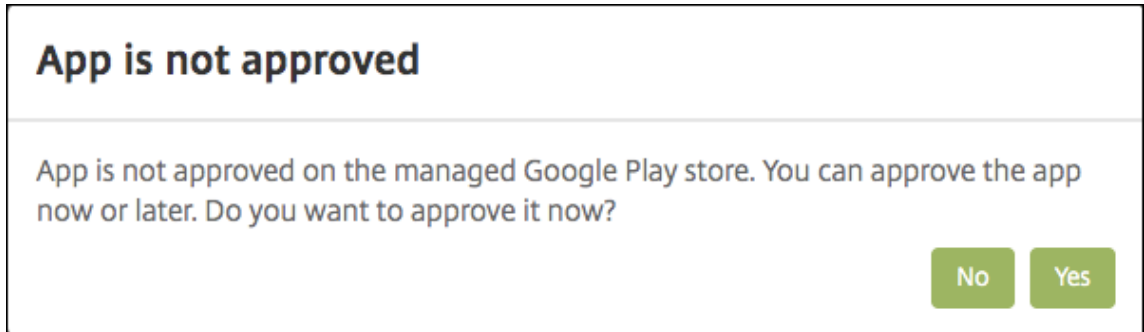 App is not approved
App is not approved on the managed Google Play store. You can approve the app
now or later. Do you want to approve it now?
No Yes